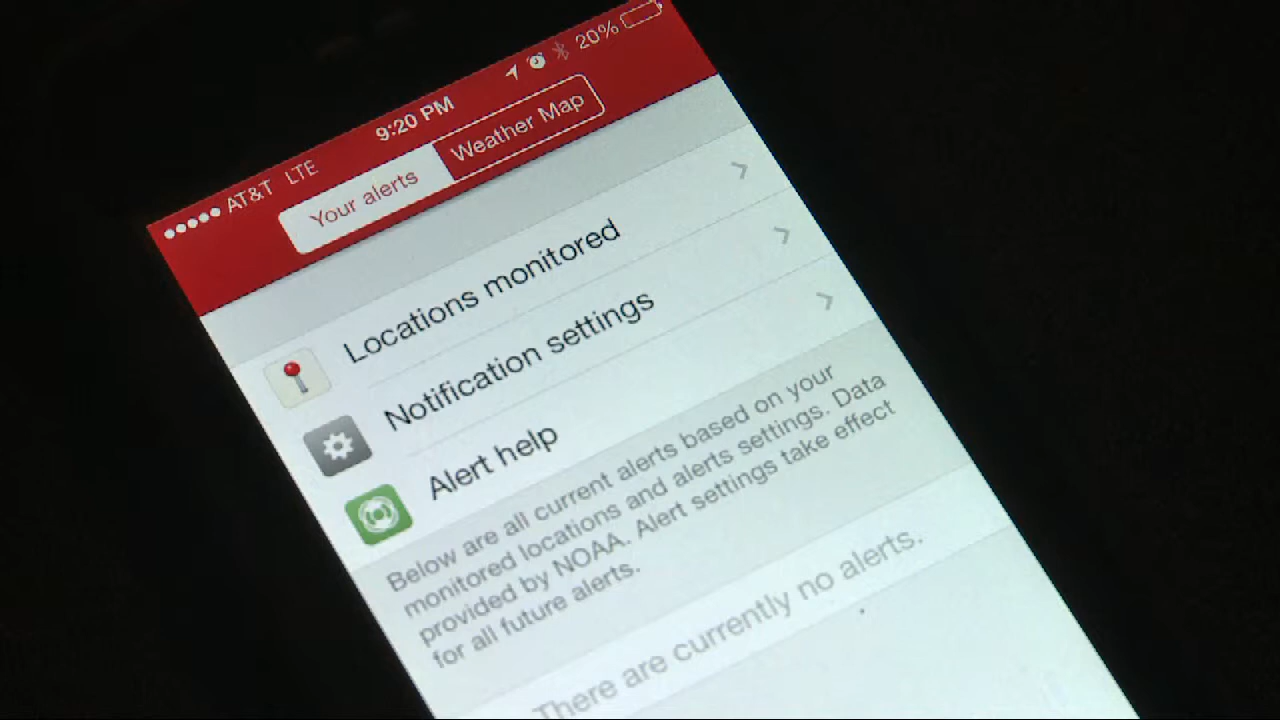 AT&T LTE 9:20 PM 20%
Your alerts Weather Map
Locations monitored
Notification settings
Alert help
Below are all current alerts based on your
monitored locations and alerts settings. Data
provided by NOAA. Alert settings take effect
for all future alerts.
There are currently no alerts.